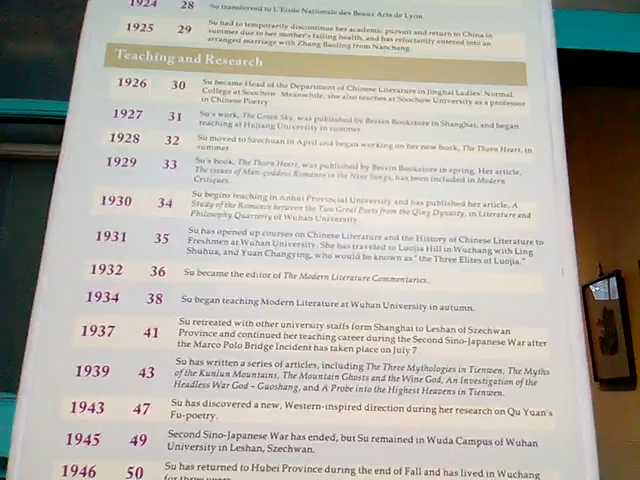 1924 28 Su transferred to L'Ecole Nationale des Beaux Arts de Lyon.
1925 29 Su had to temporarily discontinue her academic pursuit and return to China in
summer due to her mother's failing health, and has reluctantly entered into an
arranged marriage with Zhang Baoling from Nanchang.
Teaching and Research
1926 30 Su became Head of the Department of Chinese Literature in Jinghai Ladies' Normal
College at Soochow. Meanwhile, she also teaches at Soochow University as a professor
in Chinese Poetry.
1927 31 Su's work, The Green Sky, was published by Beixin Bookstore in Shanghai, and began
teaching at Hujiang University in summer.
1928 32 Su moved to Szechuan in April and began working on her new book, The Thorn Heart, in
summer.
1929 33 Su's book, The Thorn Heart, was published by Beixin Bookstore in spring. Her article,
The issues of Man-goddess Romance in the Nine Songs, has been included in Modern
Critiques.
1930 34 Su begins teaching in Anhui Provincial University and has published her article, A
Study of the Romance between the Two Great Poets from the Qing Dynasty, in Literature and
Philosophy Quarterly of Wuhan University.
1931 35 Su has opened up courses on Chinese Literature and the History of Chinese Literature to
Freshmen at Wuhan University. She has traveled to Luojia Hill in Wuchang with Ling
Shuhua, and Yuan Changying, who would be known as "the Three Elites of Luojia."
1932 36 Su became the editor of The Modern Literature Commentaries.
1934 38 Su began teaching Modern Literature at Wuhan University in autumn.
1937 41 Su retreated with other university staffs form Shanghai to Leshan of Szechwan
Province and continued her teaching career during the Second Sino-Japanese War after
the Marco Polo Bridge Incident has taken place on July 7.
1939 43 Su has written a series of articles, including The Three Mythologies in Tienwen, The Myths
of the Kunlun Mountains, The Mountain Ghosts and the Wine God, An Investigation of the
Headless War God - Guoshang, and A Probe into the Highest Heavens in Tienwen.
1943 47 Su has discovered a new, Western-inspired direction during her research on Qu Yuan's
Fu-poetry.
1945 49 Second Sino-Japanese War has ended, but Su remained in Wuda Campus of Wuhan
University in Leshan, Szechwan.
1946 50 Su has returned to Hubei Province during the end of Fall and has lived in Wuchang
for three years.